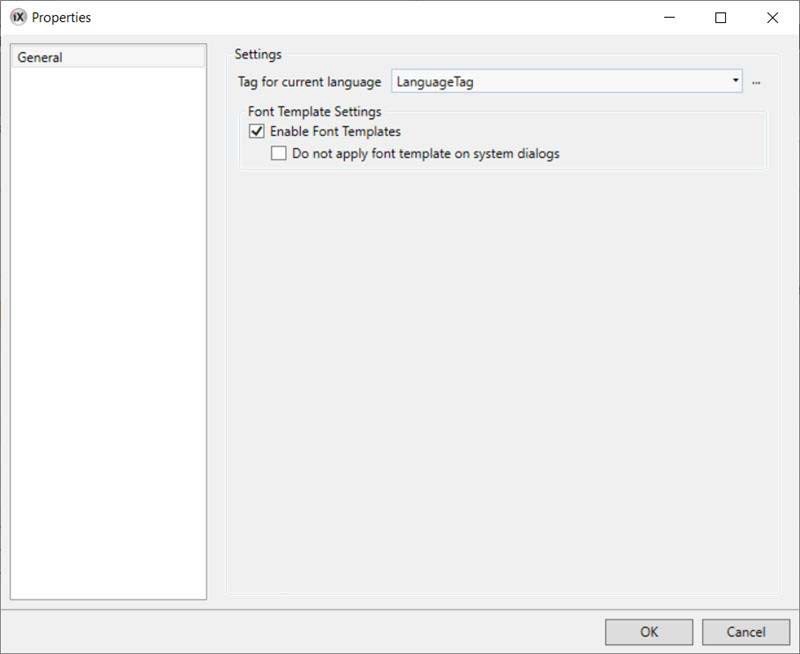 iX Properties
General
Settings
Tag for current language LanguageTag ...
Font Template Settings
Enable Font Templates
Do not apply font template on system dialogs
OK Cancel